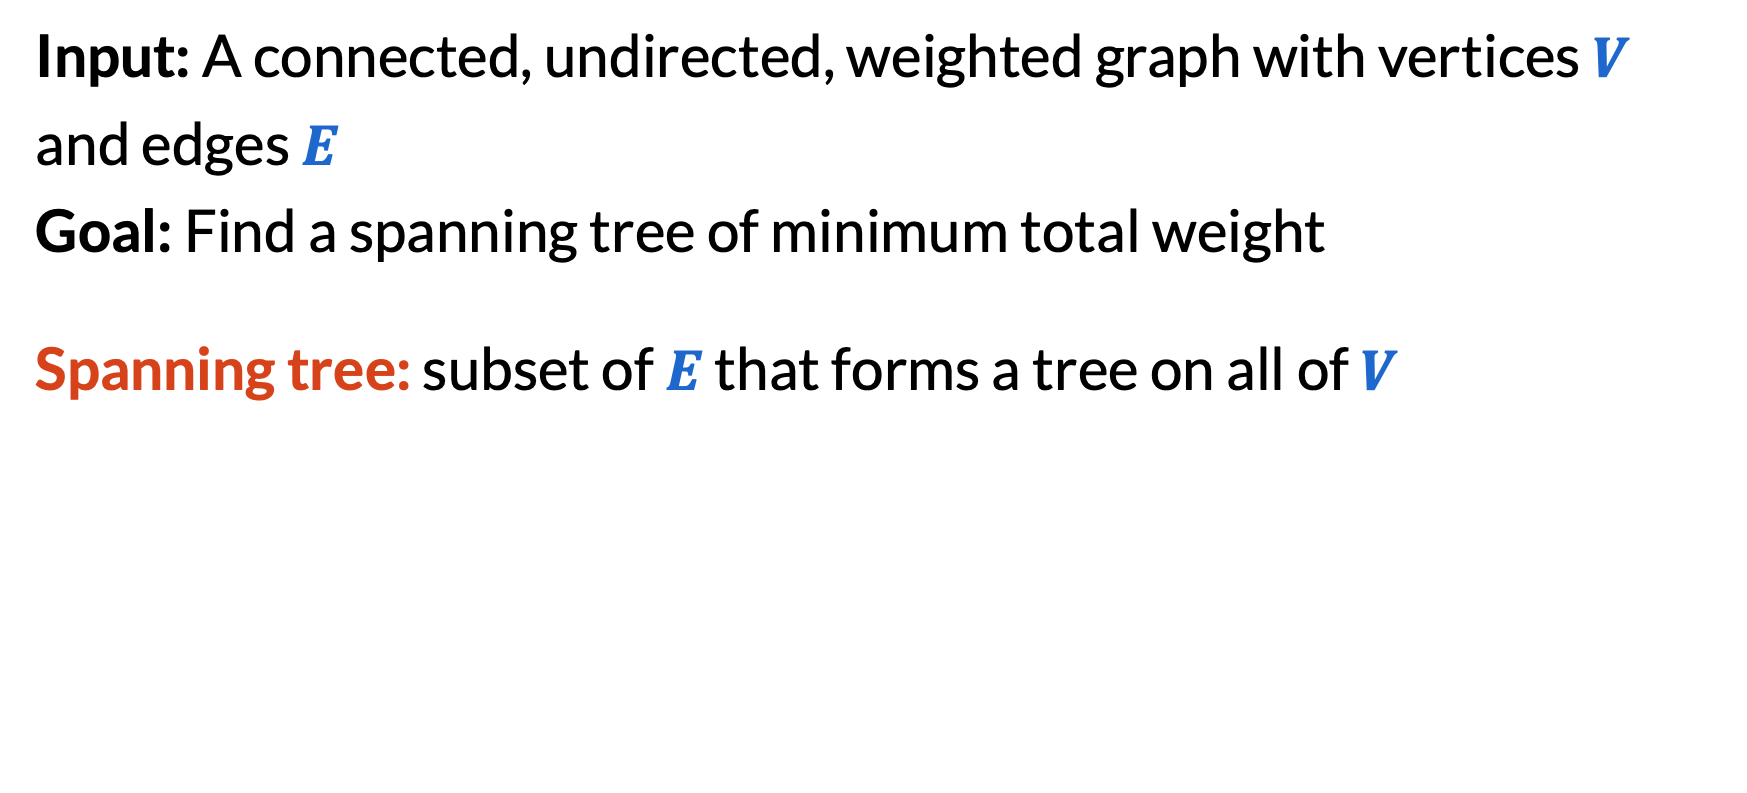 Input: A connected, undirected, weighted graph with vertices V
and edges E
Goal: Find a spanning tree of minimum total weight
Spanning tree: subset of E that forms a tree on all of V